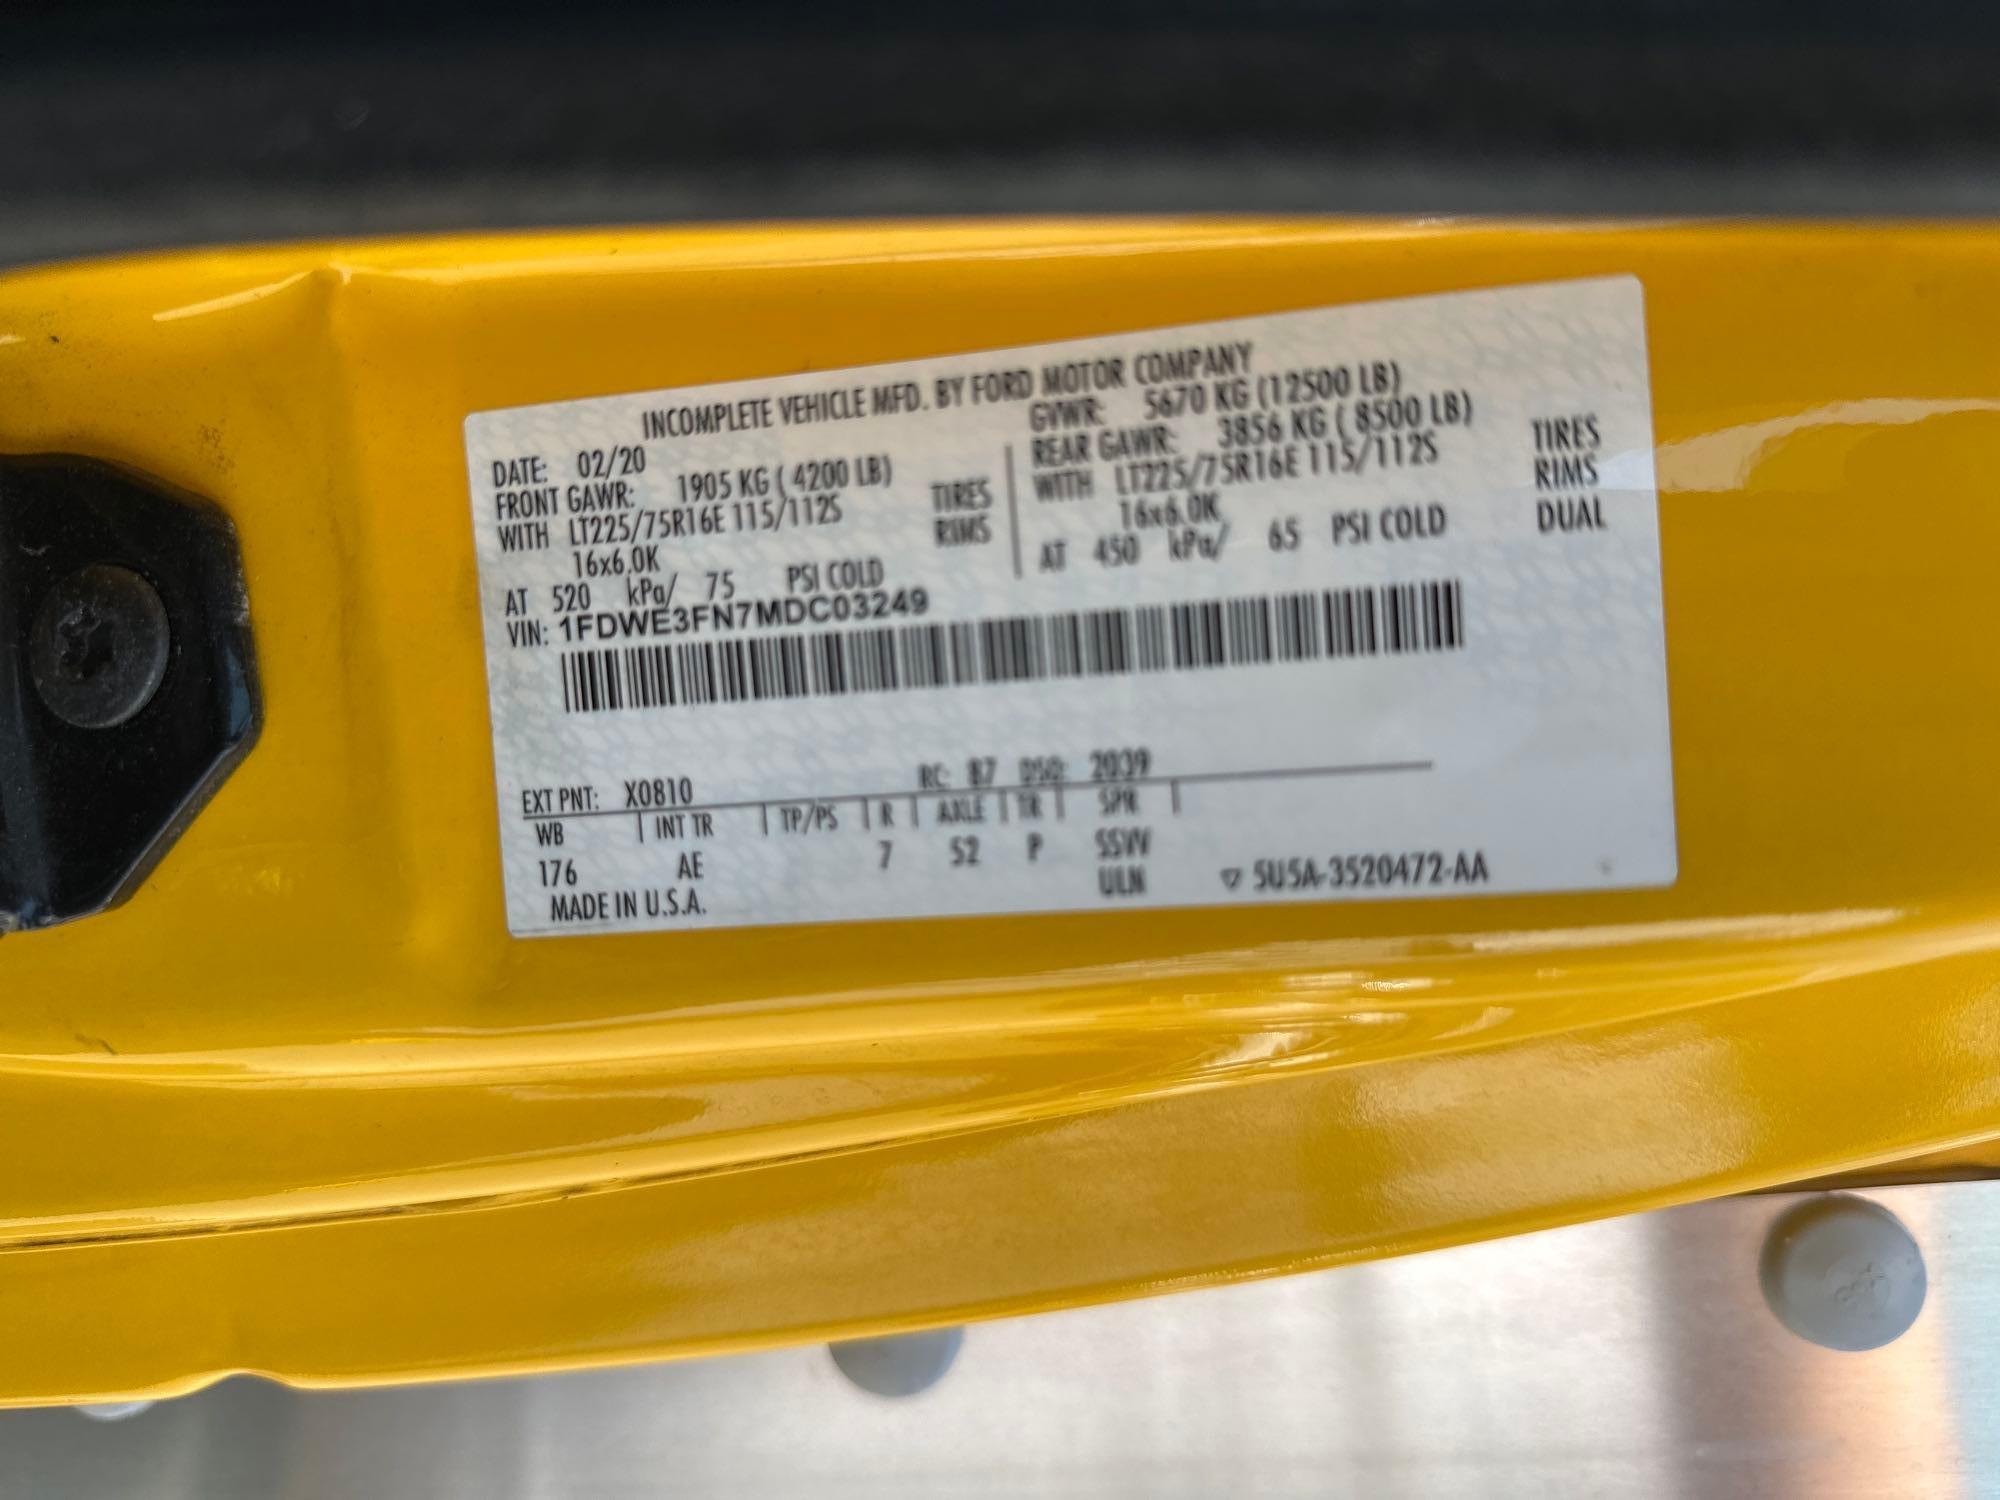 INCOMPLETE VEHICLE MFD. BY FORD MOTOR COMPANY
DATE: 02/20 GVWR: 5670 KG (12500 LB)
FRONT GAWR: 1905 KG ( 4200 LB) REAR GAWR: 3856 KG ( 8500 LB)
WITH LT225/75R16E 115/112S TIRES WITH LT225/75R16E 115/112S TIRES
16x6.0K RIMS 16x6.0K RIMS
AT 520 kPa/ 75 PSI COLD AT 450 kPa/ 65 PSI COLD DUAL
VIN: 1FDWE3FN7MDC03249
EXT PNT: X0810 RC: 87 DSO: 2039
WB | INT TR | TP/PS | R | AXLE | TR | SPR |
176 AE 7 52 P SSVV
ULN
MADE IN U.S.A. ▽ 5U5A-3520472-AA